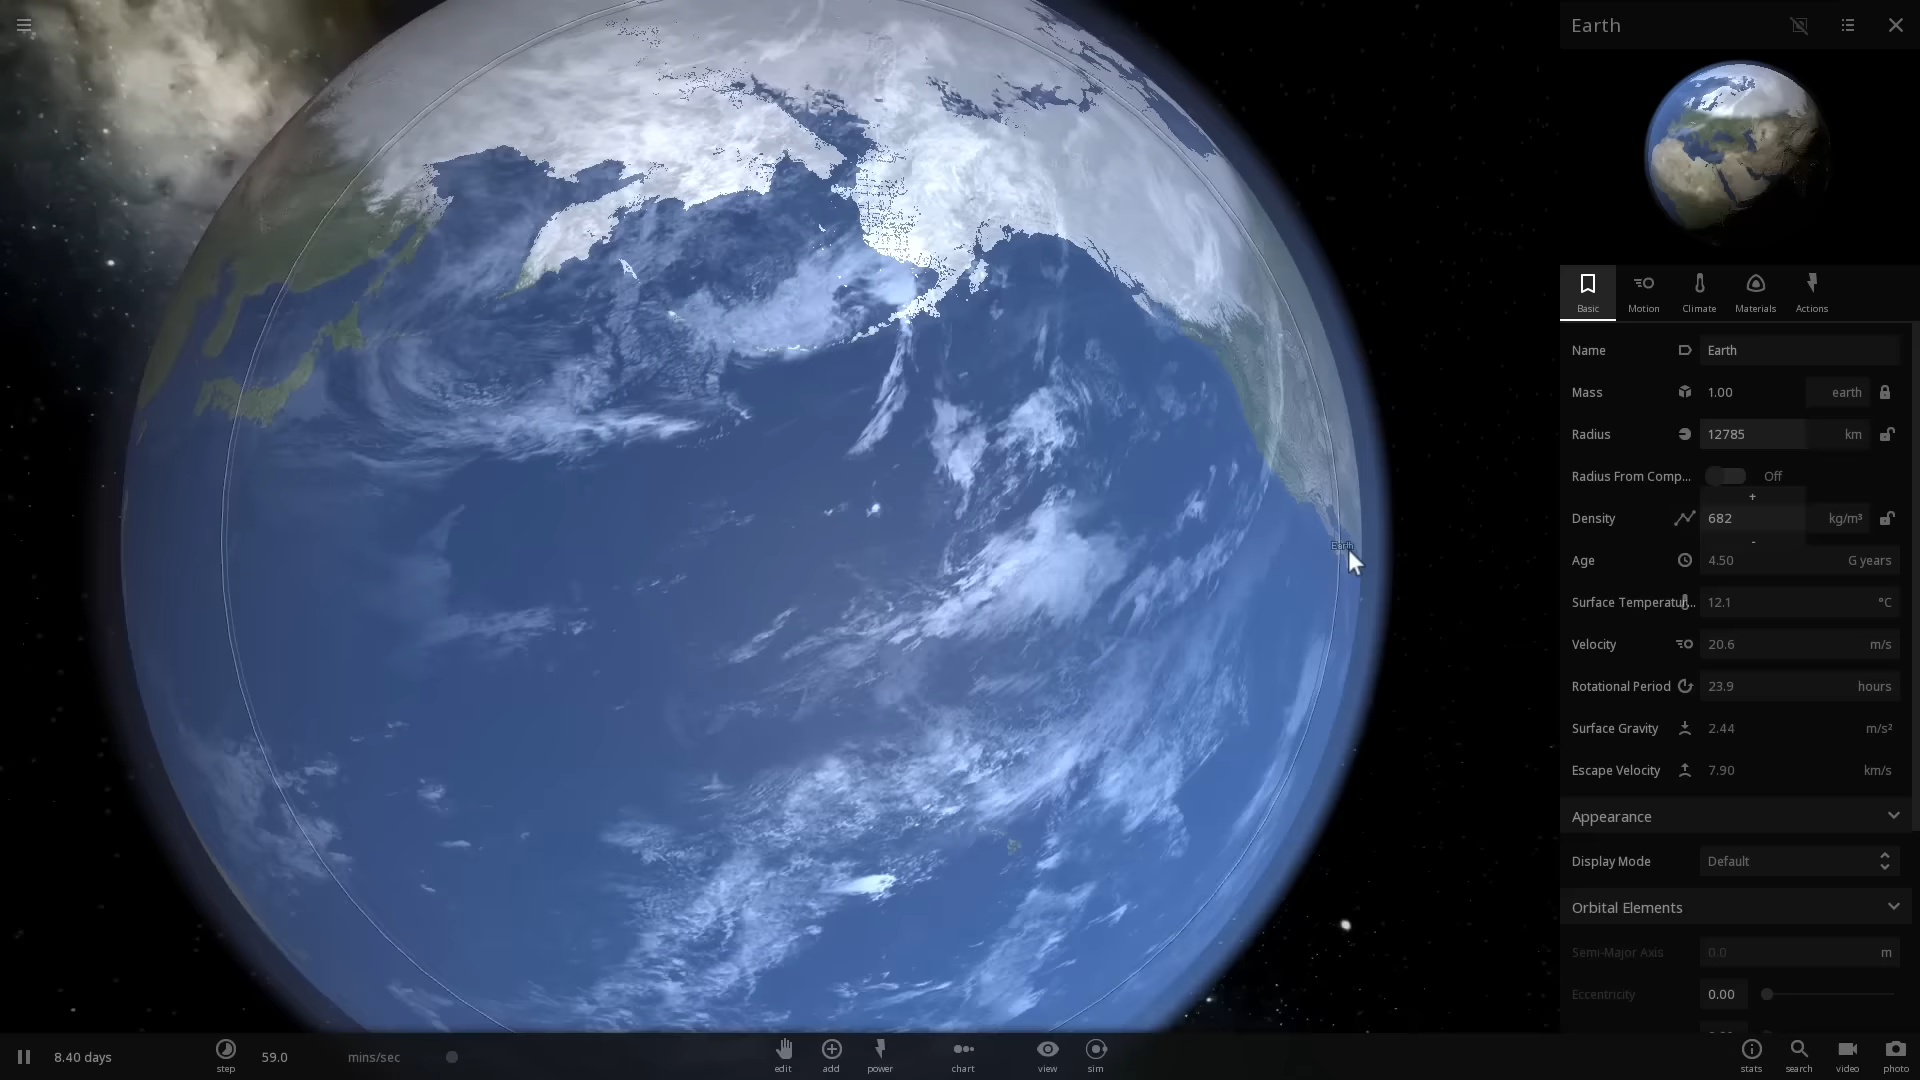 Earth
Basic
Motion
Climate
Materials
Actions
Name Earth
Mass 1.00 earth
Radius 12785 km
Radius From Comp... Off
+
Density 682 kg/m³
-
Age 4.50 G years
Surface Temperatur... 12.1 °C
Velocity 20.6 m/s
Rotational Period 23.9 hours
Surface Gravity 2.44 m/s²
Escape Velocity 7.90 km/s
Appearance
Display Mode Default
Orbital Elements
Semi-Major Axis 0.0 m
Eccentricity 0.00
Earth
8.40 days
step
59.0 mins/sec
edit
add
power
chart
view
sim
stats
search
video
photo